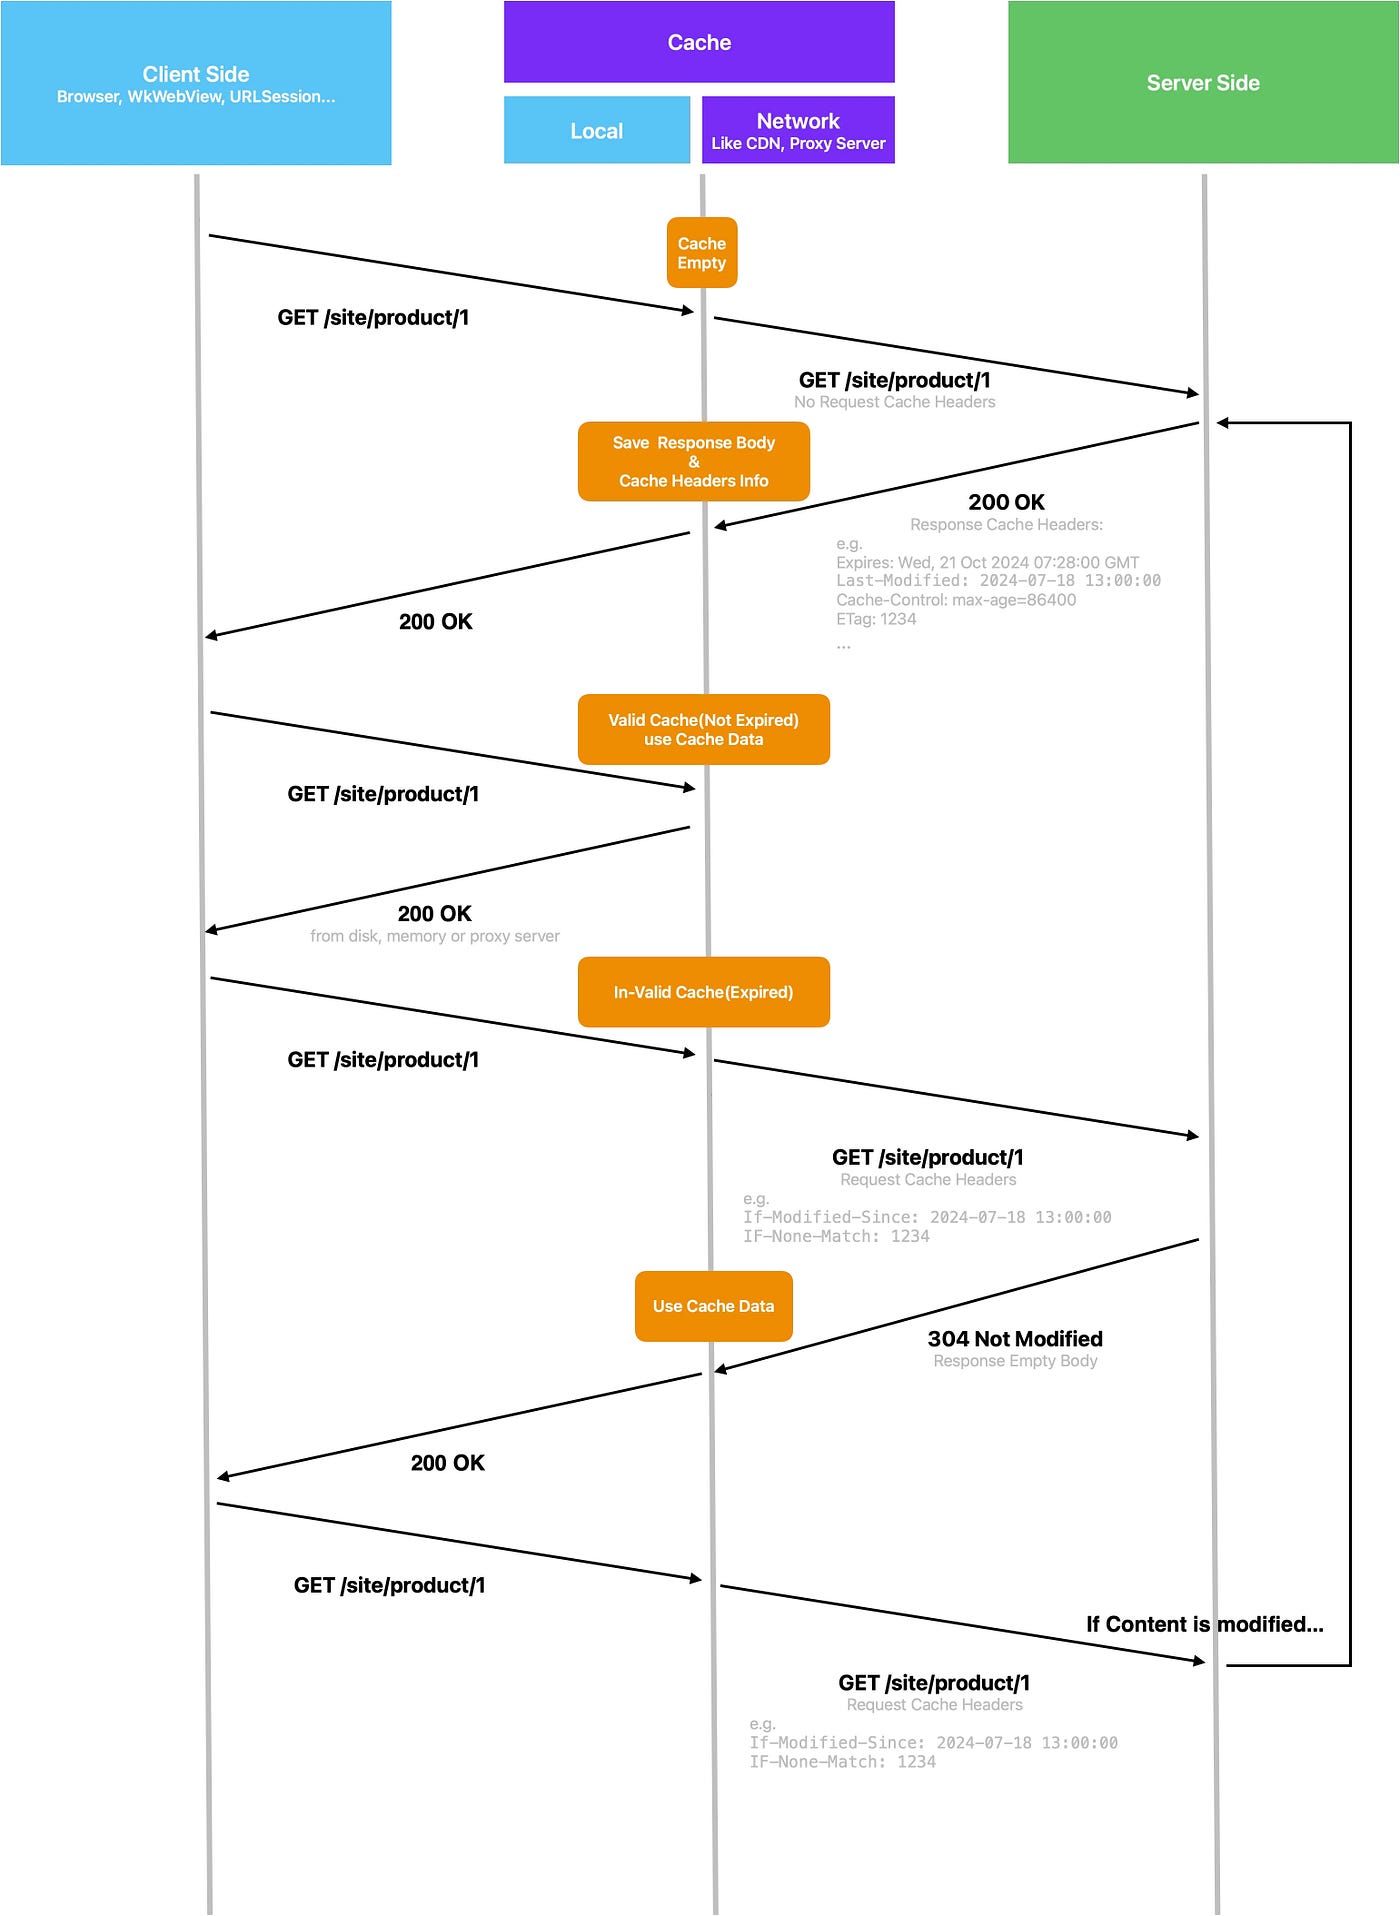 Client Side
Browser, WkWebView, URLSession...
Cache
Local
Network
Like CDN, Proxy Server
Server Side
Cache
Empty
GET /site/product/1
GET /site/product/1
No Request Cache Headers
Save  Response Body
&
Cache Headers Info
200 OK
Response Cache Headers:
e.g.
Expires: Wed, 21 Oct 2024 07:28:00 GMT
Last-Modified: 2024-07-18 13:00:00
Cache-Control: max-age=86400
ETag: 1234
...
200 OK
Valid Cache(Not Expired)
use Cache Data
GET /site/product/1
200 OK
from disk, memory or proxy server
In-Valid Cache(Expired)
GET /site/product/1
GET /site/product/1
Request Cache Headers
e.g.
If-Modified-Since: 2024-07-18 13:00:00
IF-None-Match: 1234
Use Cache Data
304 Not Modified
Response Empty Body
200 OK
GET /site/product/1
If Content is modified...
GET /site/product/1
Request Cache Headers
e.g.
If-Modified-Since: 2024-07-18 13:00:00
IF-None-Match: 1234